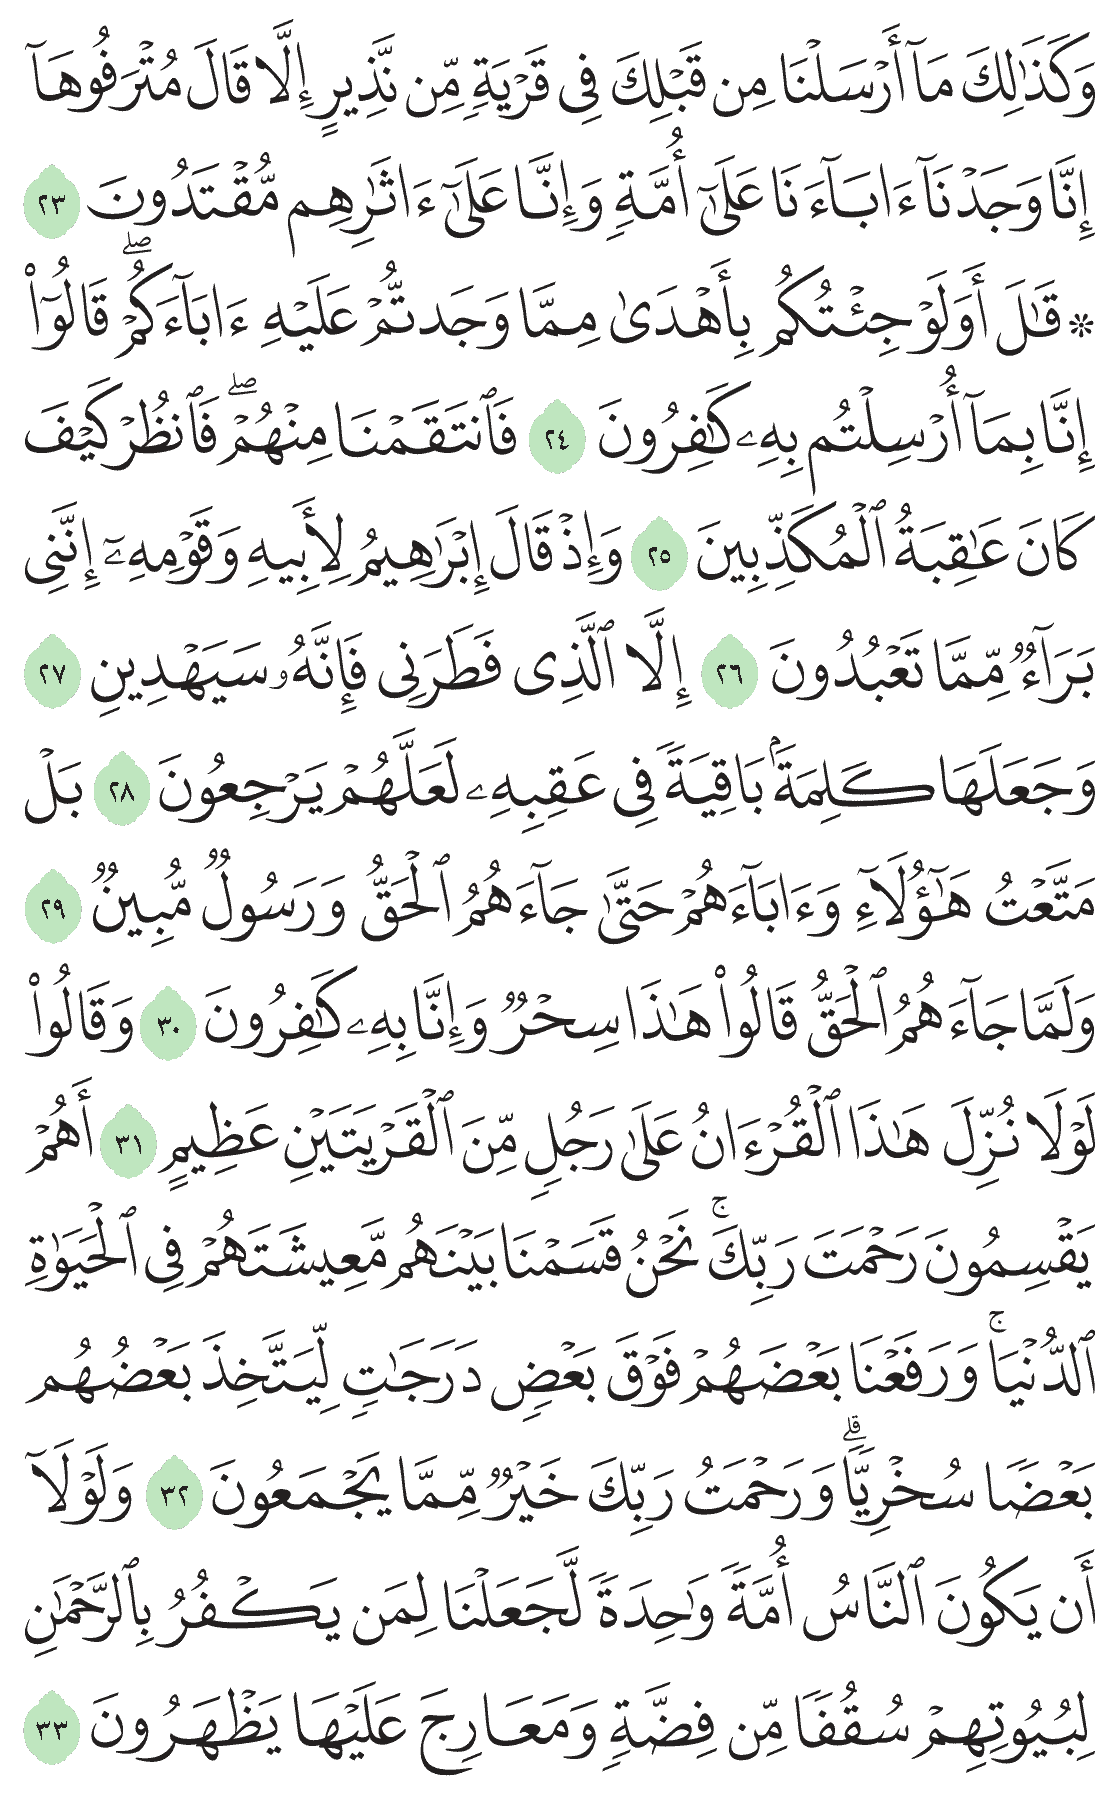 وَكَذَٰلِكَ مَآ أَرۡسَلۡنَا مِن قَبۡلِكَ فِي قَرۡيَةٖ مِّن نَّذِيرٍ إِلَّا قَالَ مُتۡرَفُوهَآ
إِنَّا وَجَدۡنَآ ءَابَآءَنَا عَلَىٰٓ أُمَّةٖ وَإِنَّا عَلَىٰٓ ءَاثَٰرِهِم مُّقۡتَدُونَ ٢٣
۞ قَٰلَ أَوَلَوۡ جِئۡتُكُم بِأَهۡدَىٰ مِمَّا وَجَدتُّمۡ عَلَيۡهِ ءَابَآءَكُمۡۖ قَالُوٓاْ
إِنَّا بِمَآ أُرۡسِلۡتُم بِهِۦ كَٰفِرُونَ ٢٤ فَٱنتَقَمۡنَا مِنۡهُمۡۖ فَٱنظُرۡ كَيۡفَ
كَانَ عَٰقِبَةُ ٱلۡمُكَذِّبِينَ ٢٥ وَإِذۡ قَالَ إِبۡرَٰهِيمُ لِأَبِيهِ وَقَوۡمِهِۦٓ إِنَّنِي
بَرَآءٞ مِّمَّا تَعۡبُدُونَ ٢٦ إِلَّا ٱلَّذِي فَطَرَنِي فَإِنَّهُۥ سَيَهۡدِينِ ٢٧
وَجَعَلَهَا كَلِمَةَۢ بَاقِيَةٗ فِي عَقِبِهِۦ لَعَلَّهُمۡ يَرۡجِعُونَ ٢٨ بَلۡ
مَتَّعۡتُ هَٰٓؤُلَآءِ وَءَابَآءَهُمۡ حَتَّىٰ جَآءَهُمُ ٱلۡحَقُّ وَرَسُولٞ مُّبِينٞ ٢٩
وَلَمَّا جَآءَهُمُ ٱلۡحَقُّ قَالُواْ هَٰذَا سِحۡرٞ وَإِنَّا بِهِۦ كَٰفِرُونَ ٣٠ وَقَالُواْ
لَوۡلَا نُزِّلَ هَٰذَا ٱلۡقُرۡءَانُ عَلَىٰ رَجُلٖ مِّنَ ٱلۡقَرۡيَتَيۡنِ عَظِيمٍ ٣١ أَهُمۡ
يَقۡسِمُونَ رَحۡمَتَ رَبِّكَۚ نَحۡنُ قَسَمۡنَا بَيۡنَهُم مَّعِيشَتَهُمۡ فِي ٱلۡحَيَوٰةِ
ٱلدُّنۡيَاۚ وَرَفَعۡنَا بَعۡضَهُمۡ فَوۡقَ بَعۡضٖ دَرَجَٰتٖ لِّيَتَّخِذَ بَعۡضُهُم
بَعۡضٗا سُخۡرِيّٗاۗ وَرَحۡمَتُ رَبِّكَ خَيۡرٞ مِّمَّا يَجۡمَعُونَ ٣٢ وَلَوۡلَآ
أَن يَكُونَ ٱلنَّاسُ أُمَّةٗ وَٰحِدَةٗ لَّجَعَلۡنَا لِمَن يَكۡفُرُ بِٱلرَّحۡمَٰنِ
لِبُيُوتِهِمۡ سُقُفٗا مِّن فِضَّةٖ وَمَعَارِجَ عَلَيۡهَا يَظۡهَرُونَ ٣٣